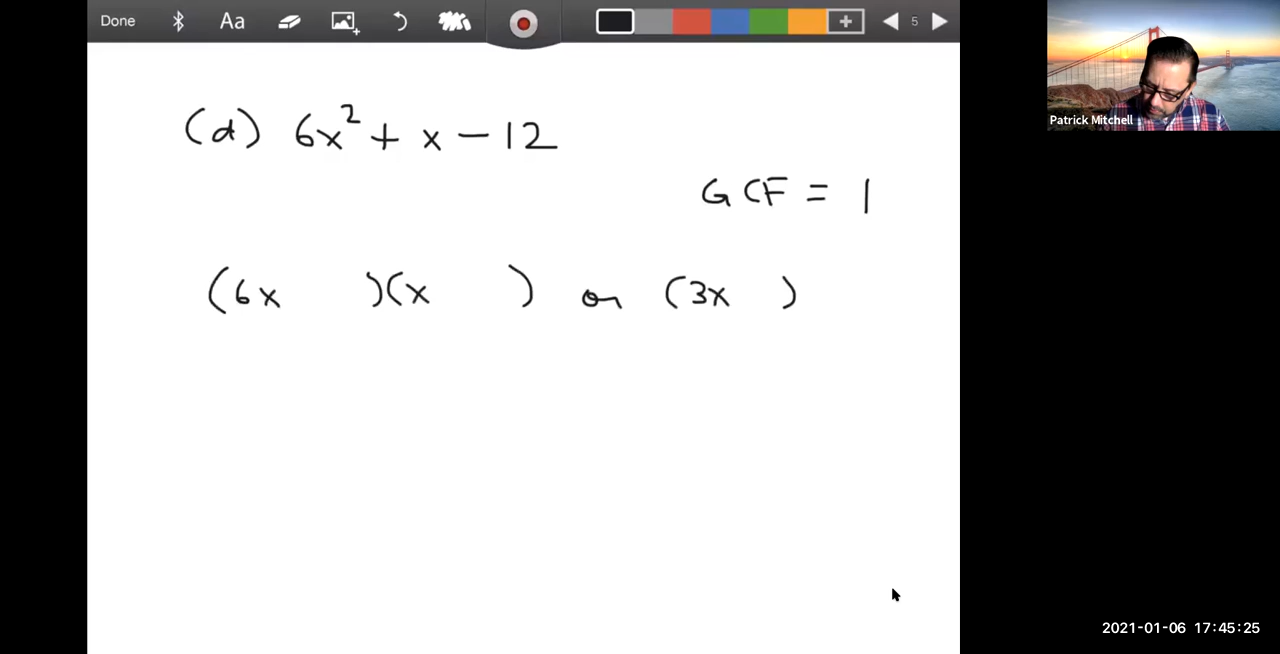 Done Aa 5
Patrick Mitchell
(d) 6x² + x − 12
GCF = 1
(6x )(x ) or (3x )
2021-01-06 17:45:25